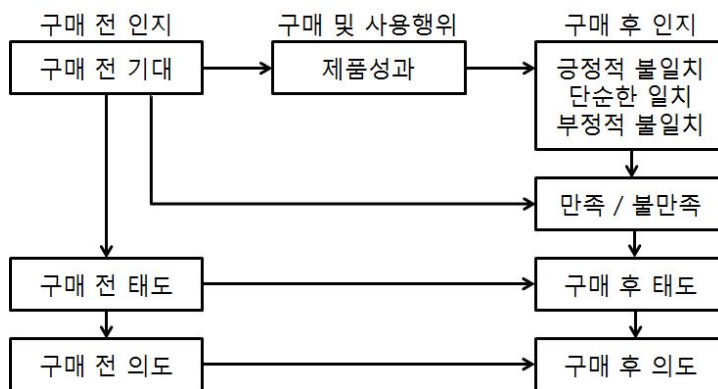 구매 전 인지
구매 및 사용행위
구매 후 인지
구매 전 기대
제품성과
긍정적 불일치
단순한 일치
부정적 불일치
만족 / 불만족
구매 전 태도
구매 후 태도
구매 전 의도
구매 후 의도